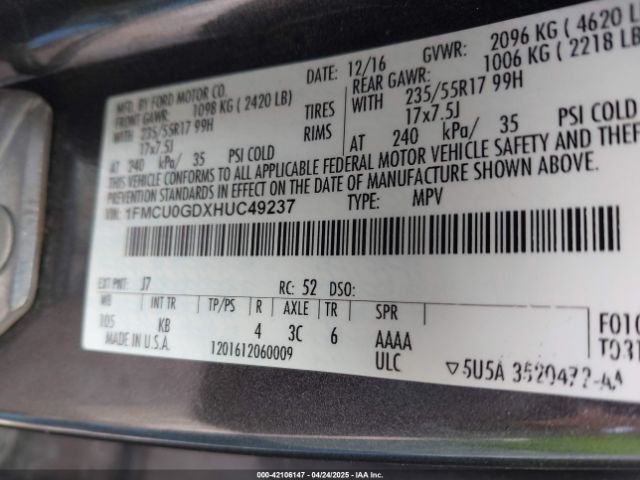 MFD. BY FORD MOTOR CO.
DATE: 12/16 GVWR: 2096 KG ( 4620 LB
FRONT GAWR: 1098 KG ( 2420 LB) REAR GAWR: 1006 KG ( 2218 LB
WITH 235/55R17 99H TIRES WITH 235/55R17 99H
17x7.5J RIMS 17x7.5J
AT 240 kPa/ 35 PSI COLD AT 240 kPa/ 35 PSI COLD
THIS VEHICLE CONFORMS TO ALL APPLICABLE FEDERAL MOTOR VEHICLE SAFETY AND THEF
PREVENTION STANDARDS IN EFFECT ON THE DATE OF MANUFACTURE SHOWN ABOVE.
VIN: 1FMCU0GDXHUC49237 TYPE: MPV
EXT PNT: J7 RC: 52 DSO:
WB INT TR TP/PS R AXLE TR SPR
105 KB 4 3C 6 AAAA
MADE IN U.S.A. 1201612060009 ULC
F010
T031
▽5U5A 3520472-AA
00-42106147 - 04/24/2025 - IAAI, Inc.